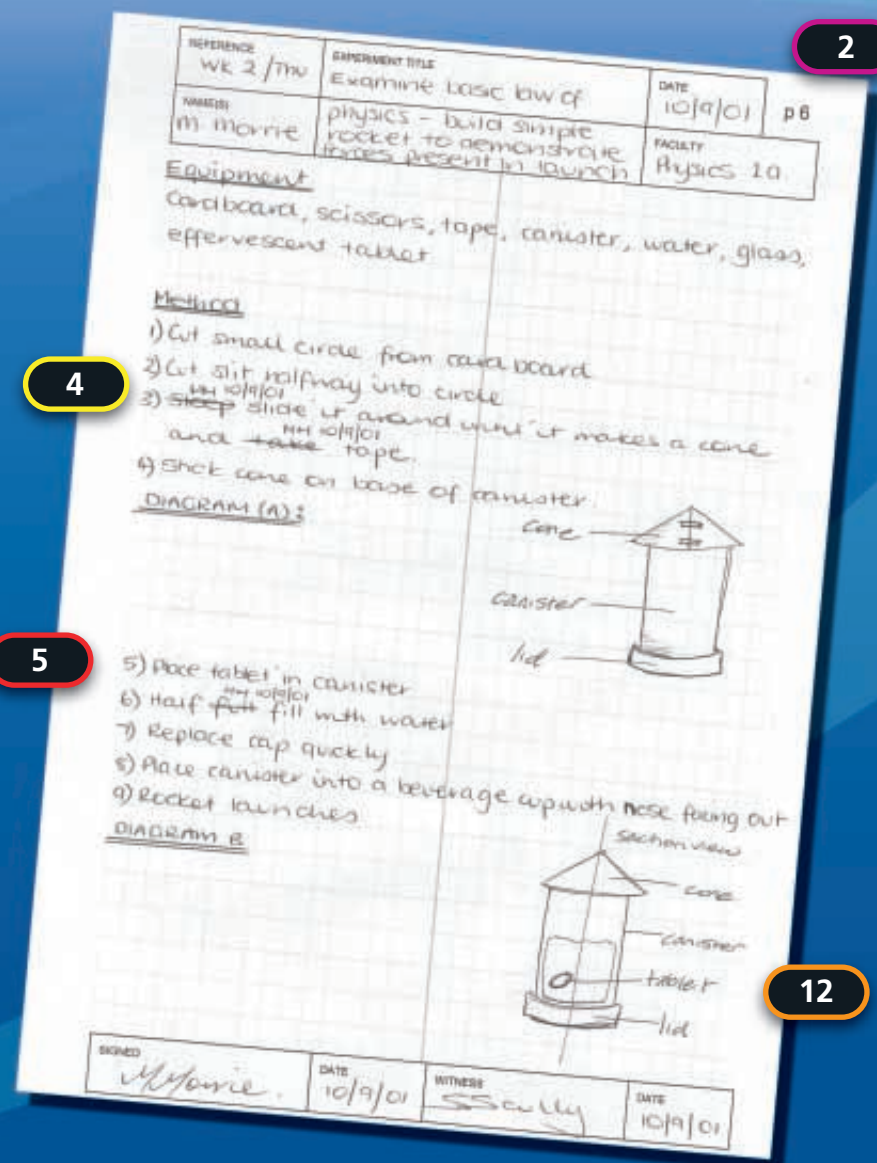 2
REFERENCE
WK 2/Thu
EXPERIMENT TITLE
Examine basic law of
physics - build simple
rocket to demonstrate
forces present in launch
DATE
10/9/01
p6
NAME(S)
M Morrie
FACULTY
Physics 1a.
Equipment
Cardboard, scissors, tape, canister, water, glass,
effervescent tablet
Method
1) Cut small circle from cardboard
4
2) Cut slit halfway into circle
MM 10/9/01
3) slide it around until it makes a cone
MM 10/9/01
and take tape.
4) Stick cone on base of canister.
DIAGRAM (A):
cone
canister
lid
5
5) Place tablet in canister
MM 10/9/01
6) Half full fill with water
7) Replace cap quickly
8) Place canister into a beverage cup with nose facing out
9) Rocket launches
DIAGRAM B
section view
cone
canister
tablet
12
lid
SIGNED
MMorrie.
DATE
10/9/01
WITNESS
SScully
DATE
10/9/01